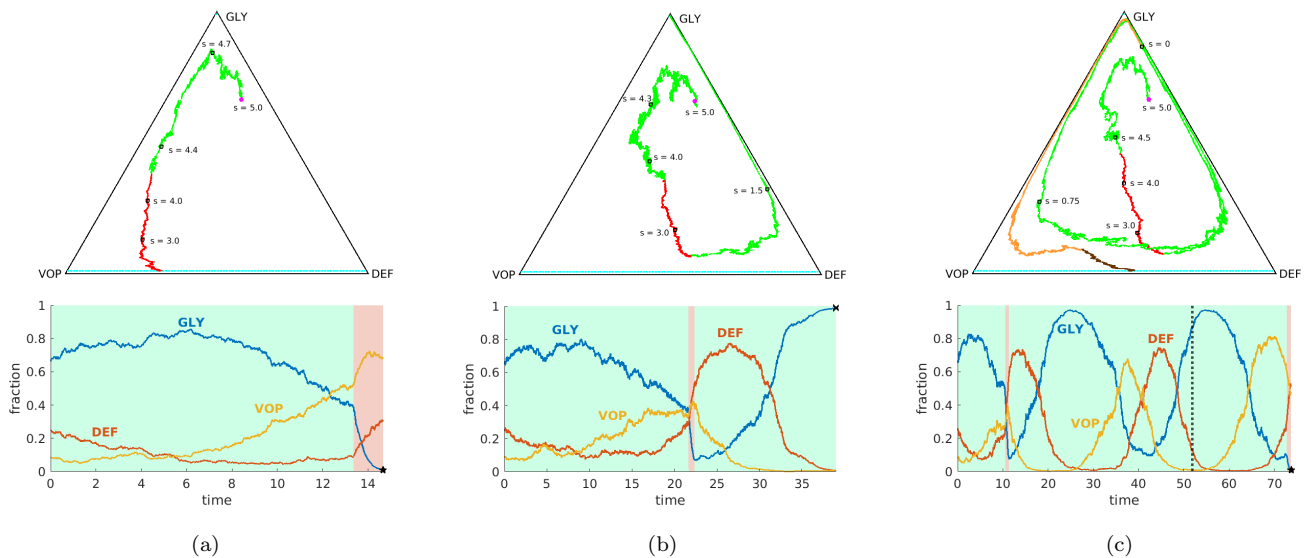 GLY
s = 4.7
s = 5.0
s = 4.4
s = 4.0
s = 3.0
VOP
DEF
GLY
s = 4.3
s = 5.0
s = 4.0
s = 1.5
s = 3.0
VOP
DEF
GLY
s = 0
s = 5.0
s = 4.5
s = 4.0
s = 0.75
s = 3.0
VOP
DEF
fraction
1
0.8
0.6
0.4
0.2
0
GLY
VOP
DEF
0 2 4 6 8 10 12 14
time
fraction
1
0.8
0.6
0.4
0.2
0
GLY
DEF
VOP
0 5 10 15 20 25 30 35
time
fraction
1
0.8
0.6
0.4
0.2
0
GLY
DEF
VOP
0 10 20 30 40 50 60 70
time
(a)
(b)
(c)